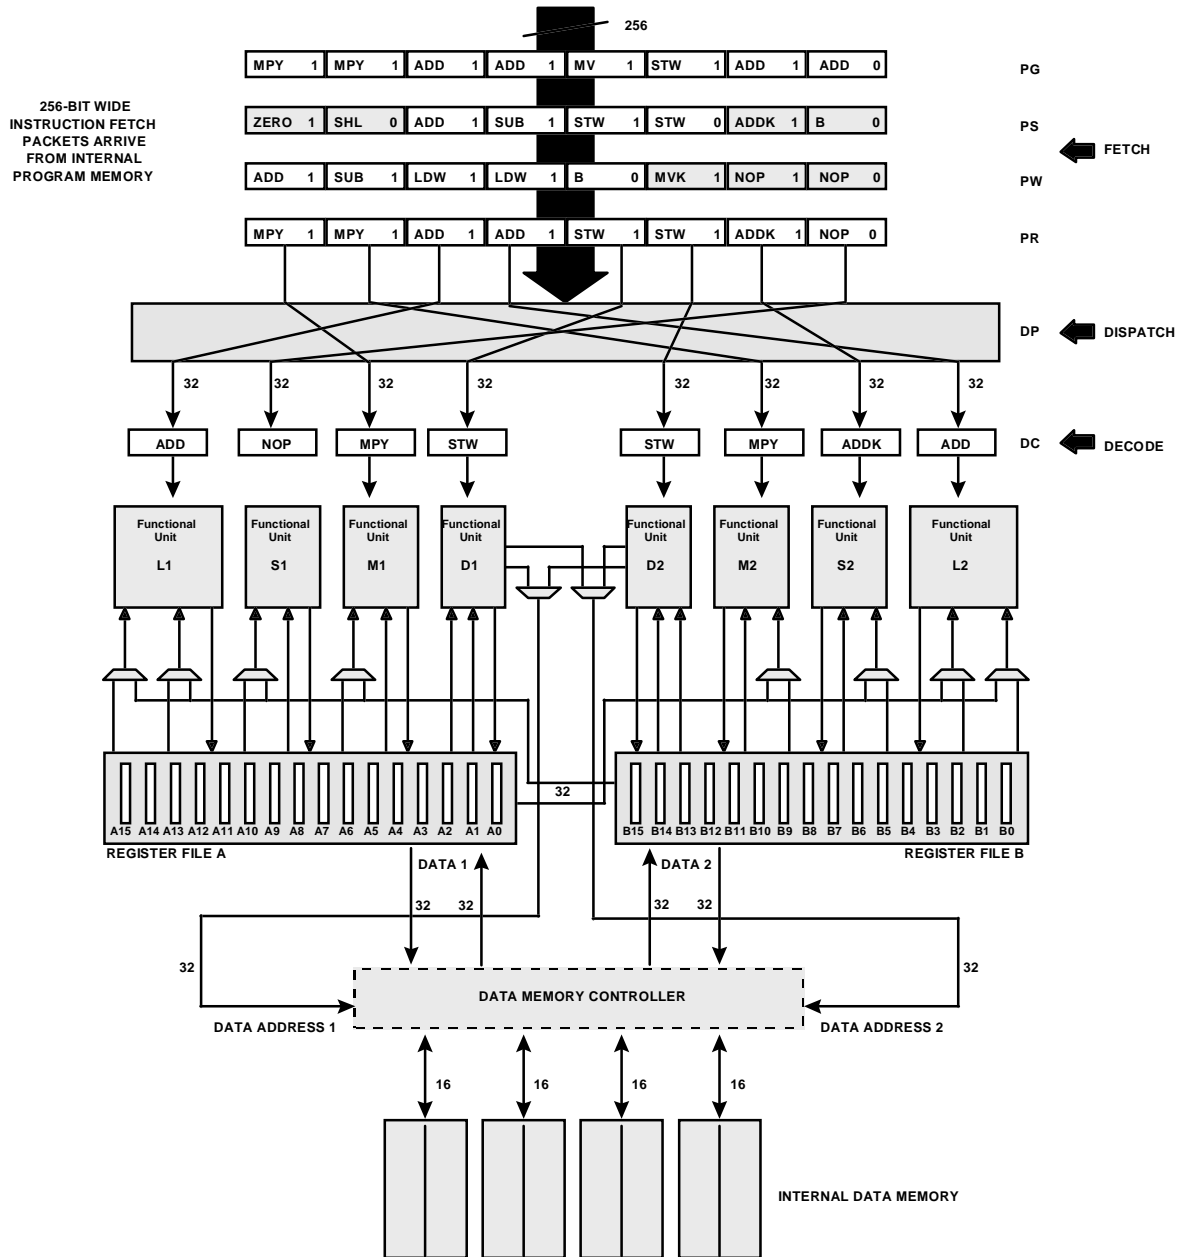 256
MPY 1 MPY 1 ADD 1 ADD 1 MV 1 STW 1 ADD 1 ADD 0 PG
256-BIT WIDE
INSTRUCTION FETCH
PACKETS ARRIVE
FROM INTERNAL
PROGRAM MEMORY
ZERO 1 SHL 0 ADD 1 SUB 1 STW 1 STW 0 ADDK 1 B 0 PS
FETCH
ADD 1 SUB 1 LDW 1 LDW 1 B 0 MVK 1 NOP 1 NOP 0 PW
MPY 1 MPY 1 ADD 1 ADD 1 STW 1 STW 1 ADDK 1 NOP 0 PR
DP DISPATCH
32 32 32 32 32 32 32 32
ADD NOP MPY STW STW MPY ADDK ADD DC DECODE
Functional Unit L1
Functional Unit S1
Functional Unit M1
Functional Unit D1
Functional Unit D2
Functional Unit M2
Functional Unit S2
Functional Unit L2
32
A15 A14 A13 A12 A11 A10 A9 A8 A7 A6 A5 A4 A3 A2 A1 A0
B15 B14 B13 B12 B11 B10 B9 B8 B7 B6 B5 B4 B3 B2 B1 B0
REGISTER FILE A
REGISTER FILE B
DATA 1 DATA 2
32 32 32 32
32 32
DATA MEMORY CONTROLLER
DATA ADDRESS 1 DATA ADDRESS 2
16 16 16 16
INTERNAL DATA MEMORY